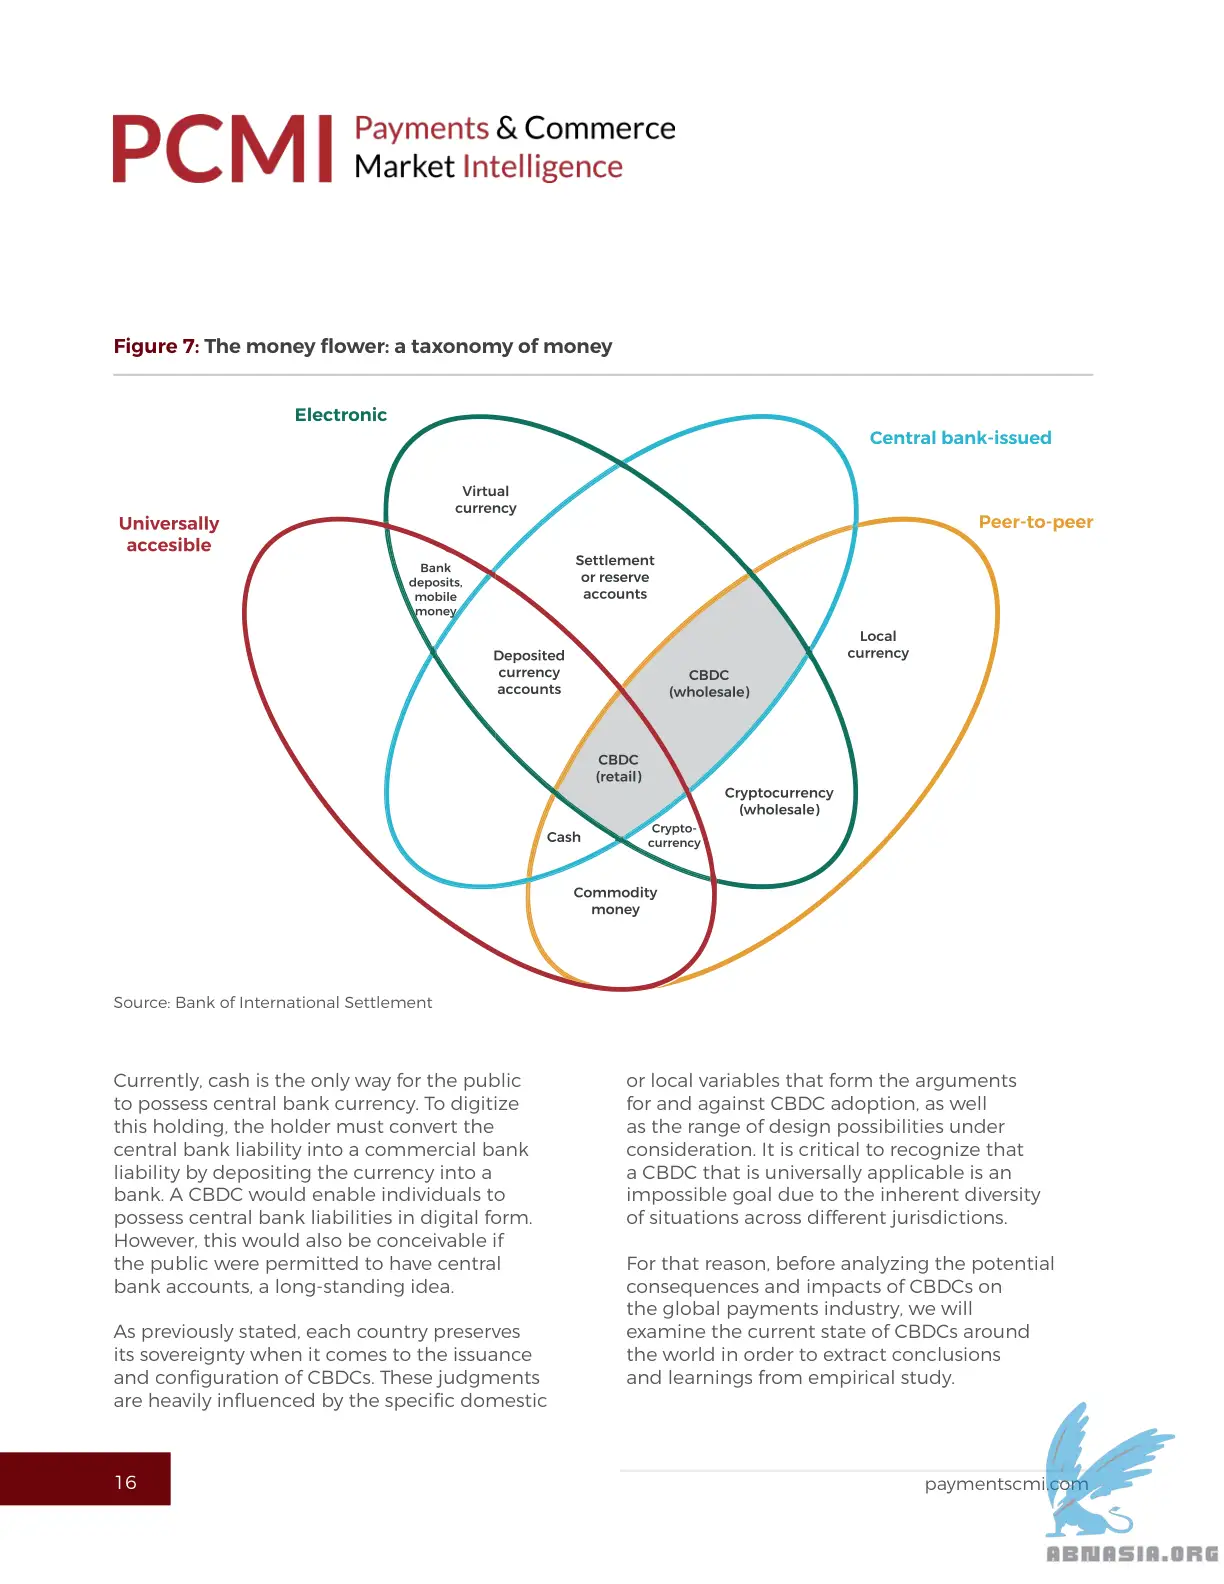 PCMI
Payments & Commerce
Market Intelligence
Figure 7: The money flower: a taxonomy of money
Electronic
Central bank-issued
Universally
accesible
Peer-to-peer
Virtual
currency
Bank
deposits,
mobile
money
Settlement
or reserve
accounts
Local
currency
Deposited
currency
accounts
CBDC
(wholesale)
CBDC
(retail)
Cryptocurrency
(wholesale)
Cash
Crypto-
currency
Commodity
money
Source: Bank of International Settlement
Currently, cash is the only way for the public
to possess central bank currency. To digitize
this holding, the holder must convert the
central bank liability into a commercial bank
liability by depositing the currency into a
bank. A CBDC would enable individuals to
possess central bank liabilities in digital form.
However, this would also be conceivable if
the public were permitted to have central
bank accounts, a long-standing idea.
As previously stated, each country preserves
its sovereignty when it comes to the issuance
and configuration of CBDCs. These judgments
are heavily influenced by the specific domestic
or local variables that form the arguments
for and against CBDC adoption, as well
as the range of design possibilities under
consideration. It is critical to recognize that
a CBDC that is universally applicable is an
impossible goal due to the inherent diversity
of situations across different jurisdictions.
For that reason, before analyzing the potential
consequences and impacts of CBDCs on
the global payments industry, we will
examine the current state of CBDCs around
the world in order to extract conclusions
and learnings from empirical study.
16
paymentscmi.com
ABNASIA.ORG